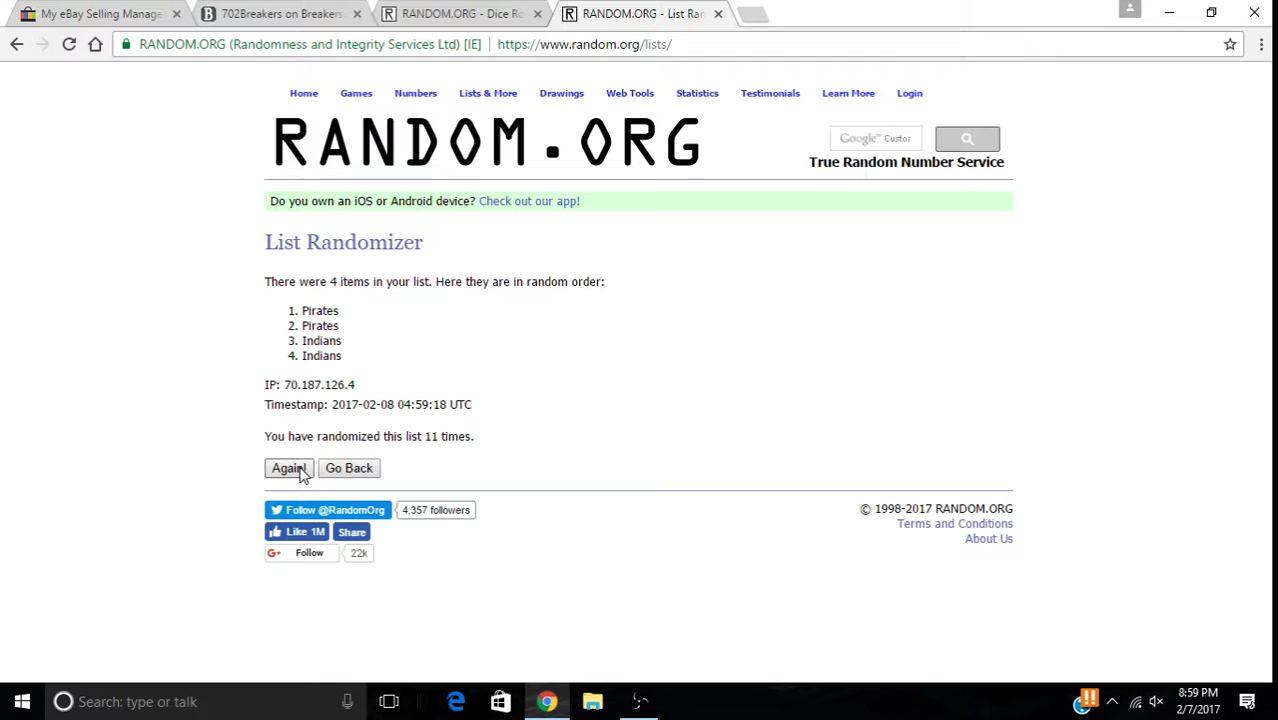 My eBay Selling Manage
702Breakers on Breakers
RANDOM.ORG - Dice Ro
RANDOM.ORG - List Ran
RANDOM.ORG (Randomness and Integrity Services Ltd) [IE] https://www.random.org/lists/
Home Games Numbers Lists & More Drawings Web Tools Statistics Testimonials Learn More Login
RANDOM.ORG
Google™ Custor
True Random Number Service
Do you own an iOS or Android device? Check out our app!
List Randomizer
There were 4 items in your list. Here they are in random order:
1. Pirates
2. Pirates
3. Indians
4. Indians
IP: 70.187.126.4
Timestamp: 2017-02-08 04:59:18 UTC
You have randomized this list 11 times.
Again! Go Back
Follow @RandomOrg 4,357 followers
Like 1M Share
G+ Follow 22k
© 1998-2017 RANDOM.ORG
Terms and Conditions
About Us
Search: type or talk
8:59 PM
2/7/2017